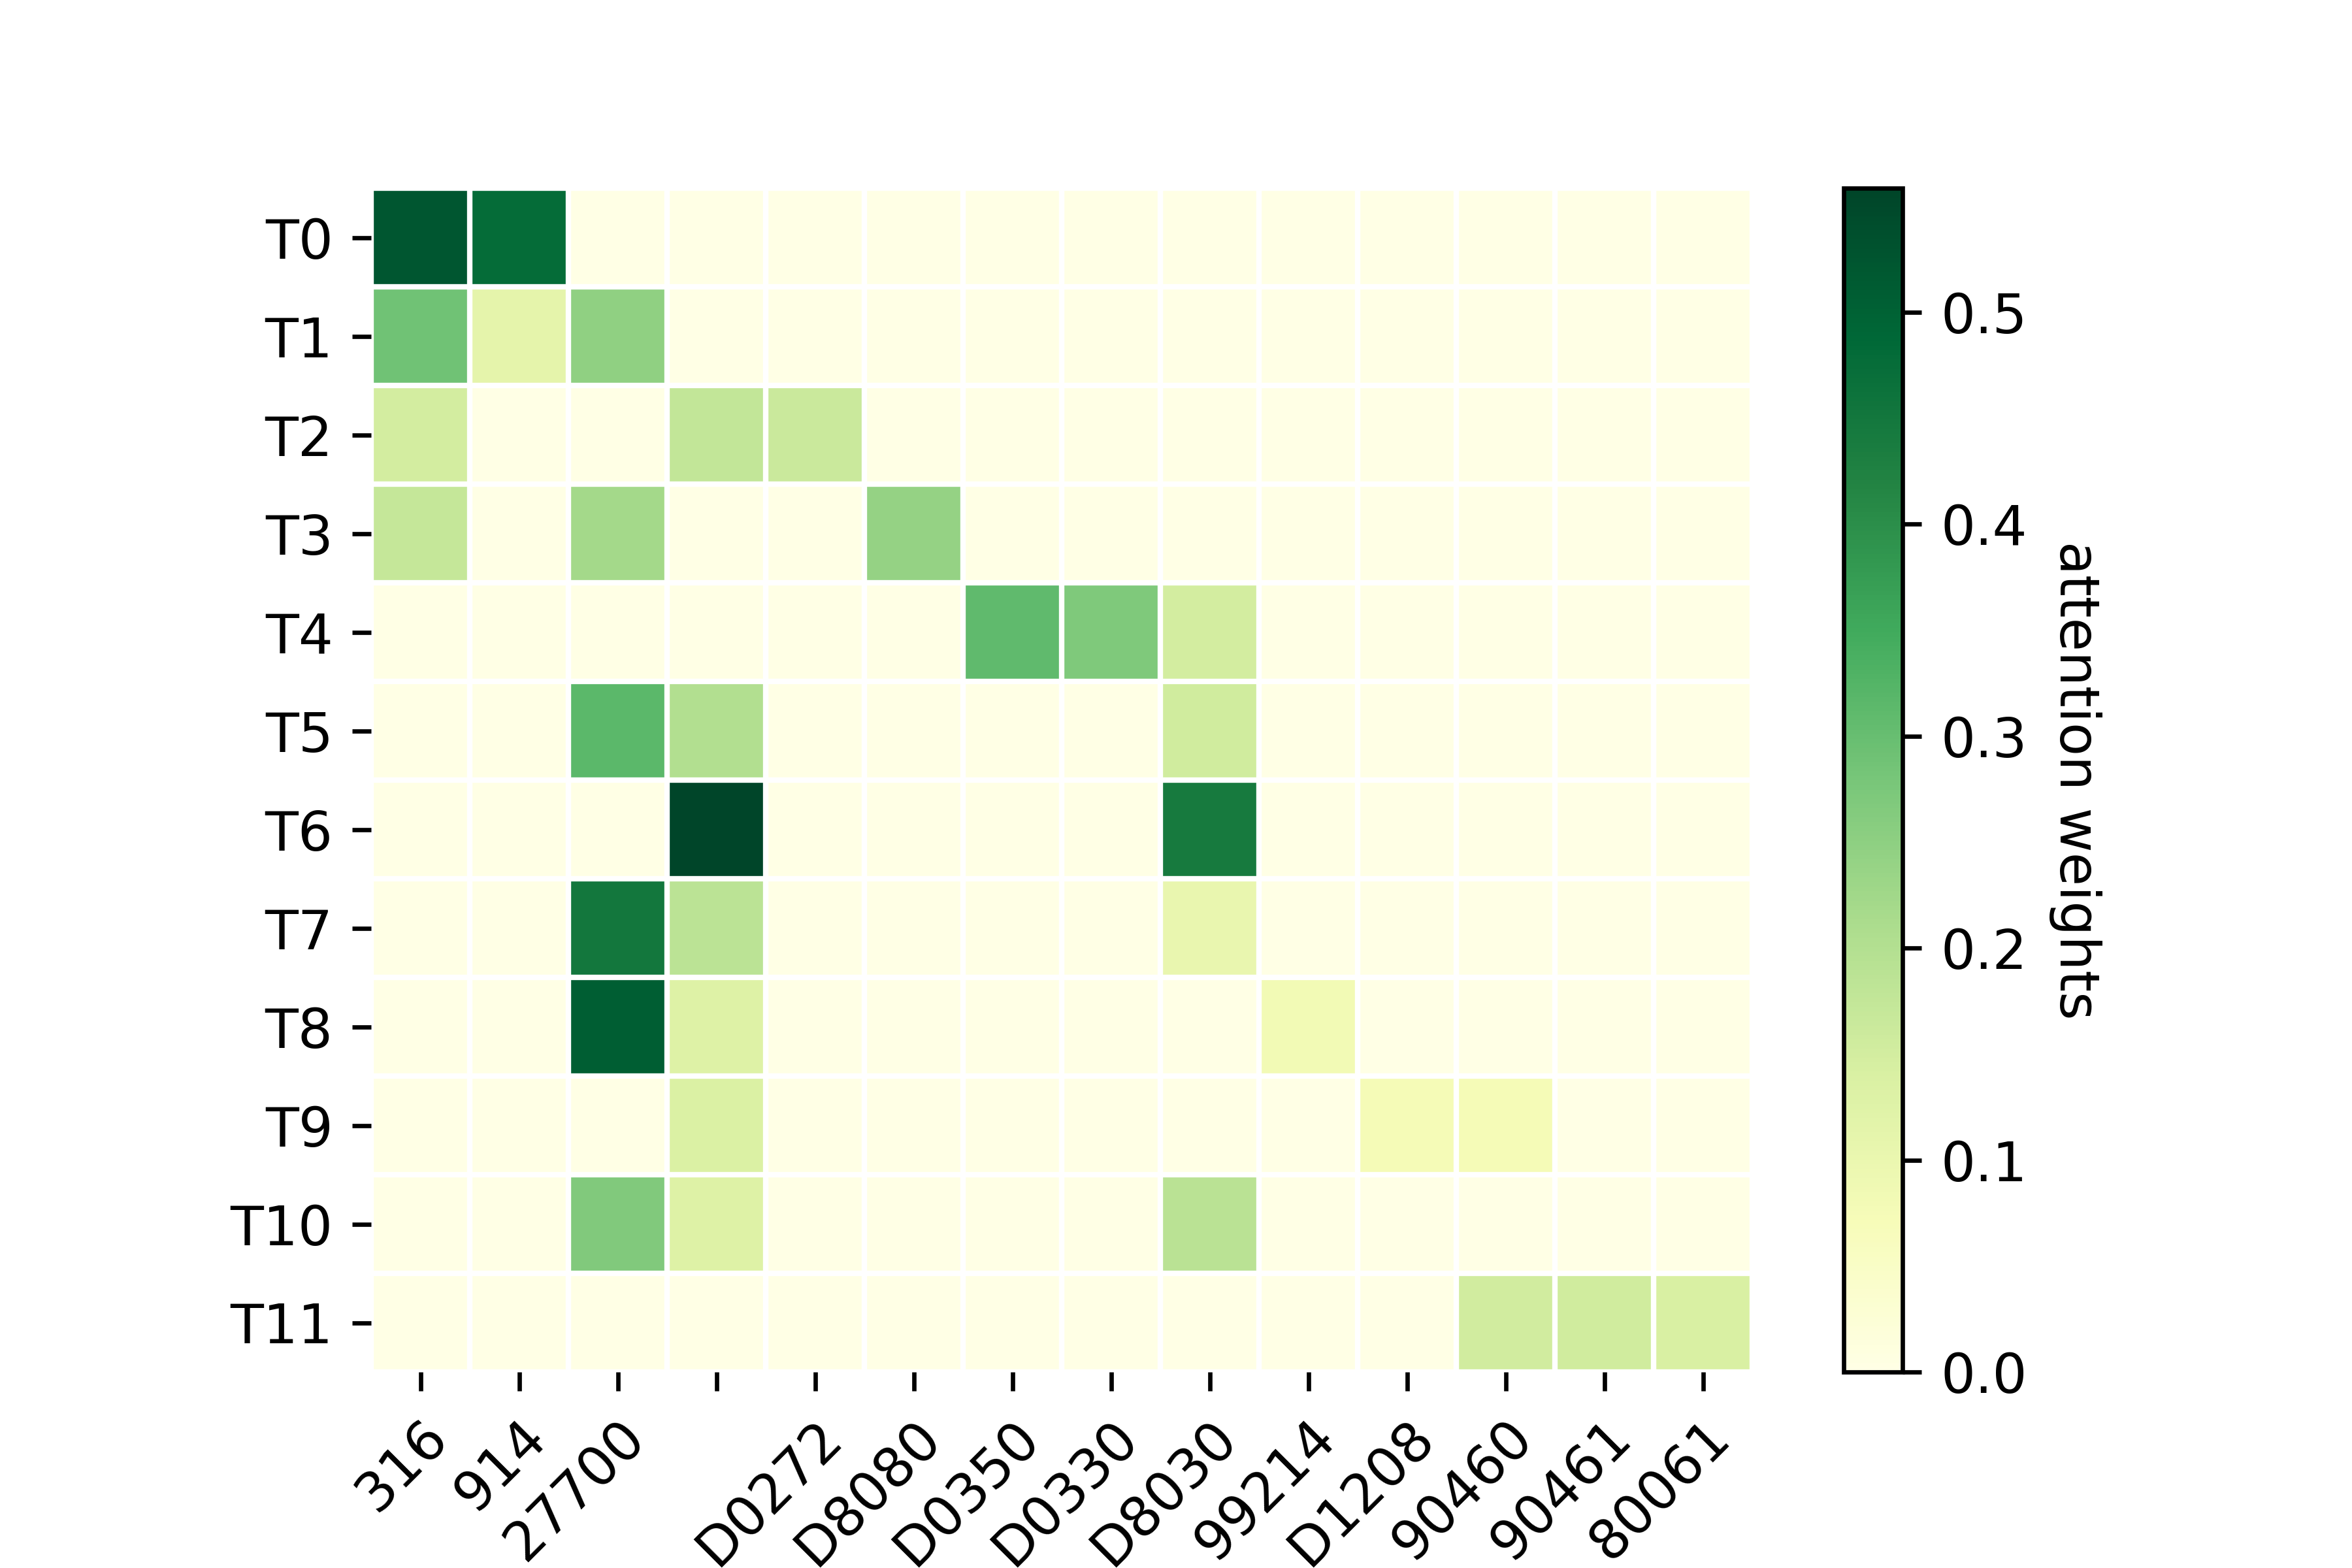 T0
T1
T2
T3
T4
T5
T6
T7
T8
T9
T10
T11
316
914
27700
D0272
D8080
D0350
D0330
D8030
99214
D1208
90460
90461
80061
0.5
0.4
0.3
0.2
0.1
0.0
attention weights